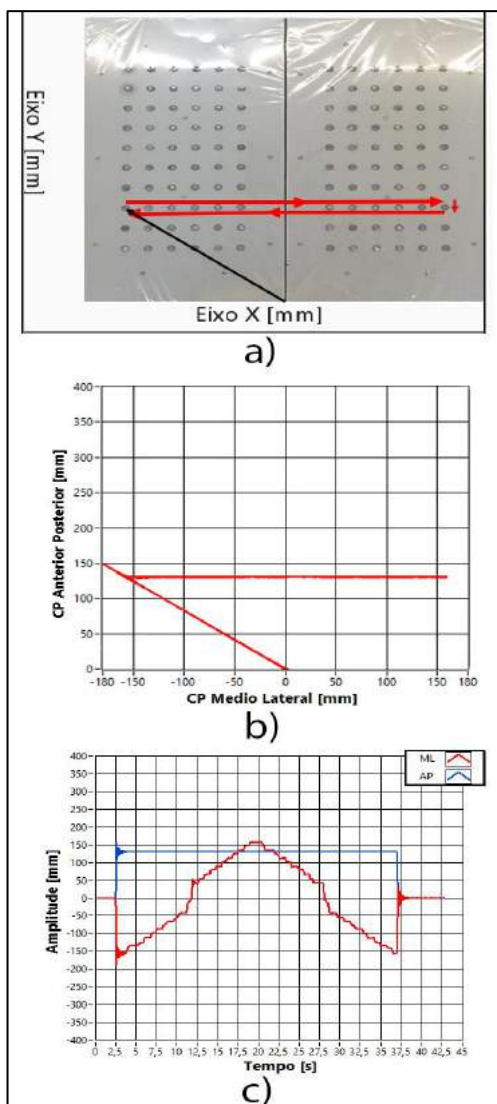 Eixo Y [mm]
Eixo X [mm]
a)
CP Anterior Posterior [mm]
400
350
300
250
200
150
100
50
0
-180 -150 -100 -50 0 50 100 150 180
CP Medio Lateral [mm]
b)
ML
AP
Amplitude [mm]
400
350
300
250
200
150
100
50
0
-50
-100
-150
-200
-250
-300
-350
-400
0 2,5 5 7,5 10 12,5 15 17,5 20 22,5 25 27,5 30 32,5 35 37,5 40 42,5 45
Tempo [s]
c)